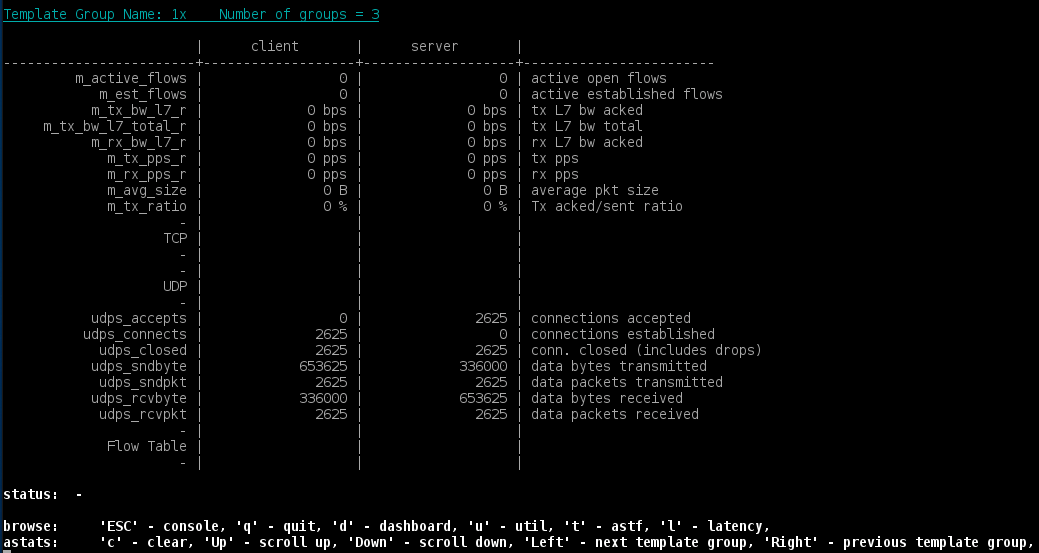 Template Group Name: 1x    Number of groups = 3
                        |      client       |      server       |
------------------------+-------------------+-------------------+------------------------
         m_active_flows |                 0 |                 0 | active open flows
            m_est_flows |                 0 |                 0 | active established flows
           m_tx_bw_l7_r |             0 bps |             0 bps | tx L7 bw acked
     m_tx_bw_l7_total_r |             0 bps |             0 bps | tx L7 bw total
           m_rx_bw_l7_r |             0 bps |             0 bps | rx L7 bw acked
             m_tx_pps_r |             0 pps |             0 pps | tx pps
             m_rx_pps_r |             0 pps |             0 pps | rx pps
             m_avg_size |               0 B |               0 B | average pkt size
             m_tx_ratio |               0 % |               0 % | Tx acked/sent ratio
                      - |                   |                   |
                    TCP |                   |                   |
                      - |                   |                   |
                      - |                   |                   |
                    UDP |                   |                   |
                      - |                   |                   |
           udps_accepts |                 0 |              2625 | connections accepted
          udps_connects |              2625 |                 0 | connections established
            udps_closed |              2625 |              2625 | conn. closed (includes drops)
           udps_sndbyte |            653625 |            336000 | data bytes transmitted
            udps_sndpkt |              2625 |              2625 | data packets transmitted
           udps_rcvbyte |            336000 |            653625 | data bytes received
            udps_rcvpkt |              2625 |              2625 | data packets received
                      - |                   |                   |
             Flow Table |                   |                   |
                      - |                   |                   |
status:  -
browse:     'ESC' - console, 'q' - quit, 'd' - dashboard, 'u' - util, 't' - astf, 'l' - latency,
astats:     'c' - clear, 'Up' - scroll up, 'Down' - scroll down, 'Left' - next template group, 'Right' - previous template group,